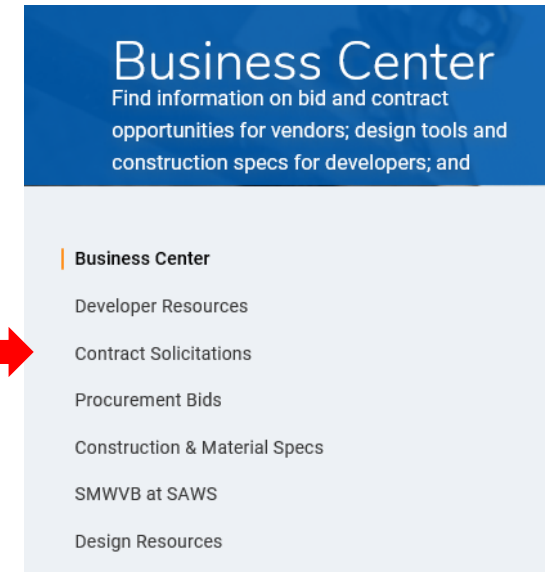 Business Center
Find information on bid and contract
opportunities for vendors; design tools and
construction specs for developers; and
Business Center
Developer Resources
Contract Solicitations
Procurement Bids
Construction & Material Specs
SMWVB at SAWS
Design Resources